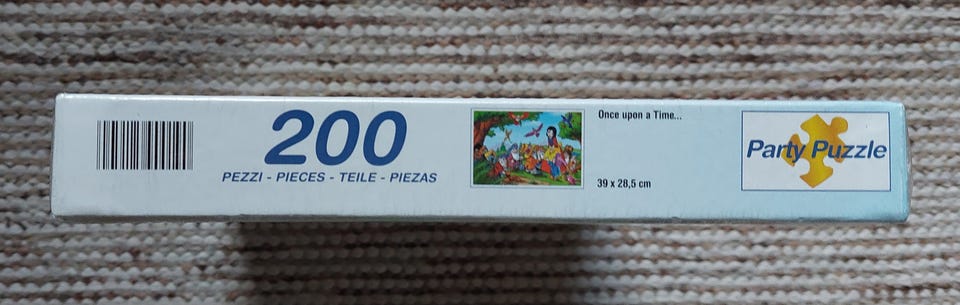 200
PEZZI - PIECES - TEILE - PIEZAS
Once upon a Time...
39 x 28,5 cm
Party Puzzle